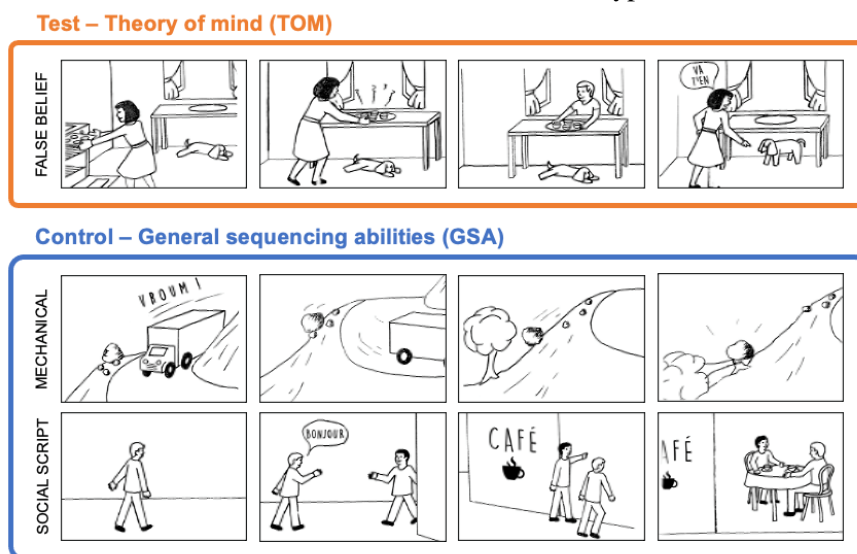 Test – Theory of mind (TOM)
FALSE BELIEF
VA T'EN
Control – General sequencing abilities (GSA)
MECHANICAL
VROUM !
SOCIAL SCRIPT
BONJOUR
CAFÉ
AFÉ